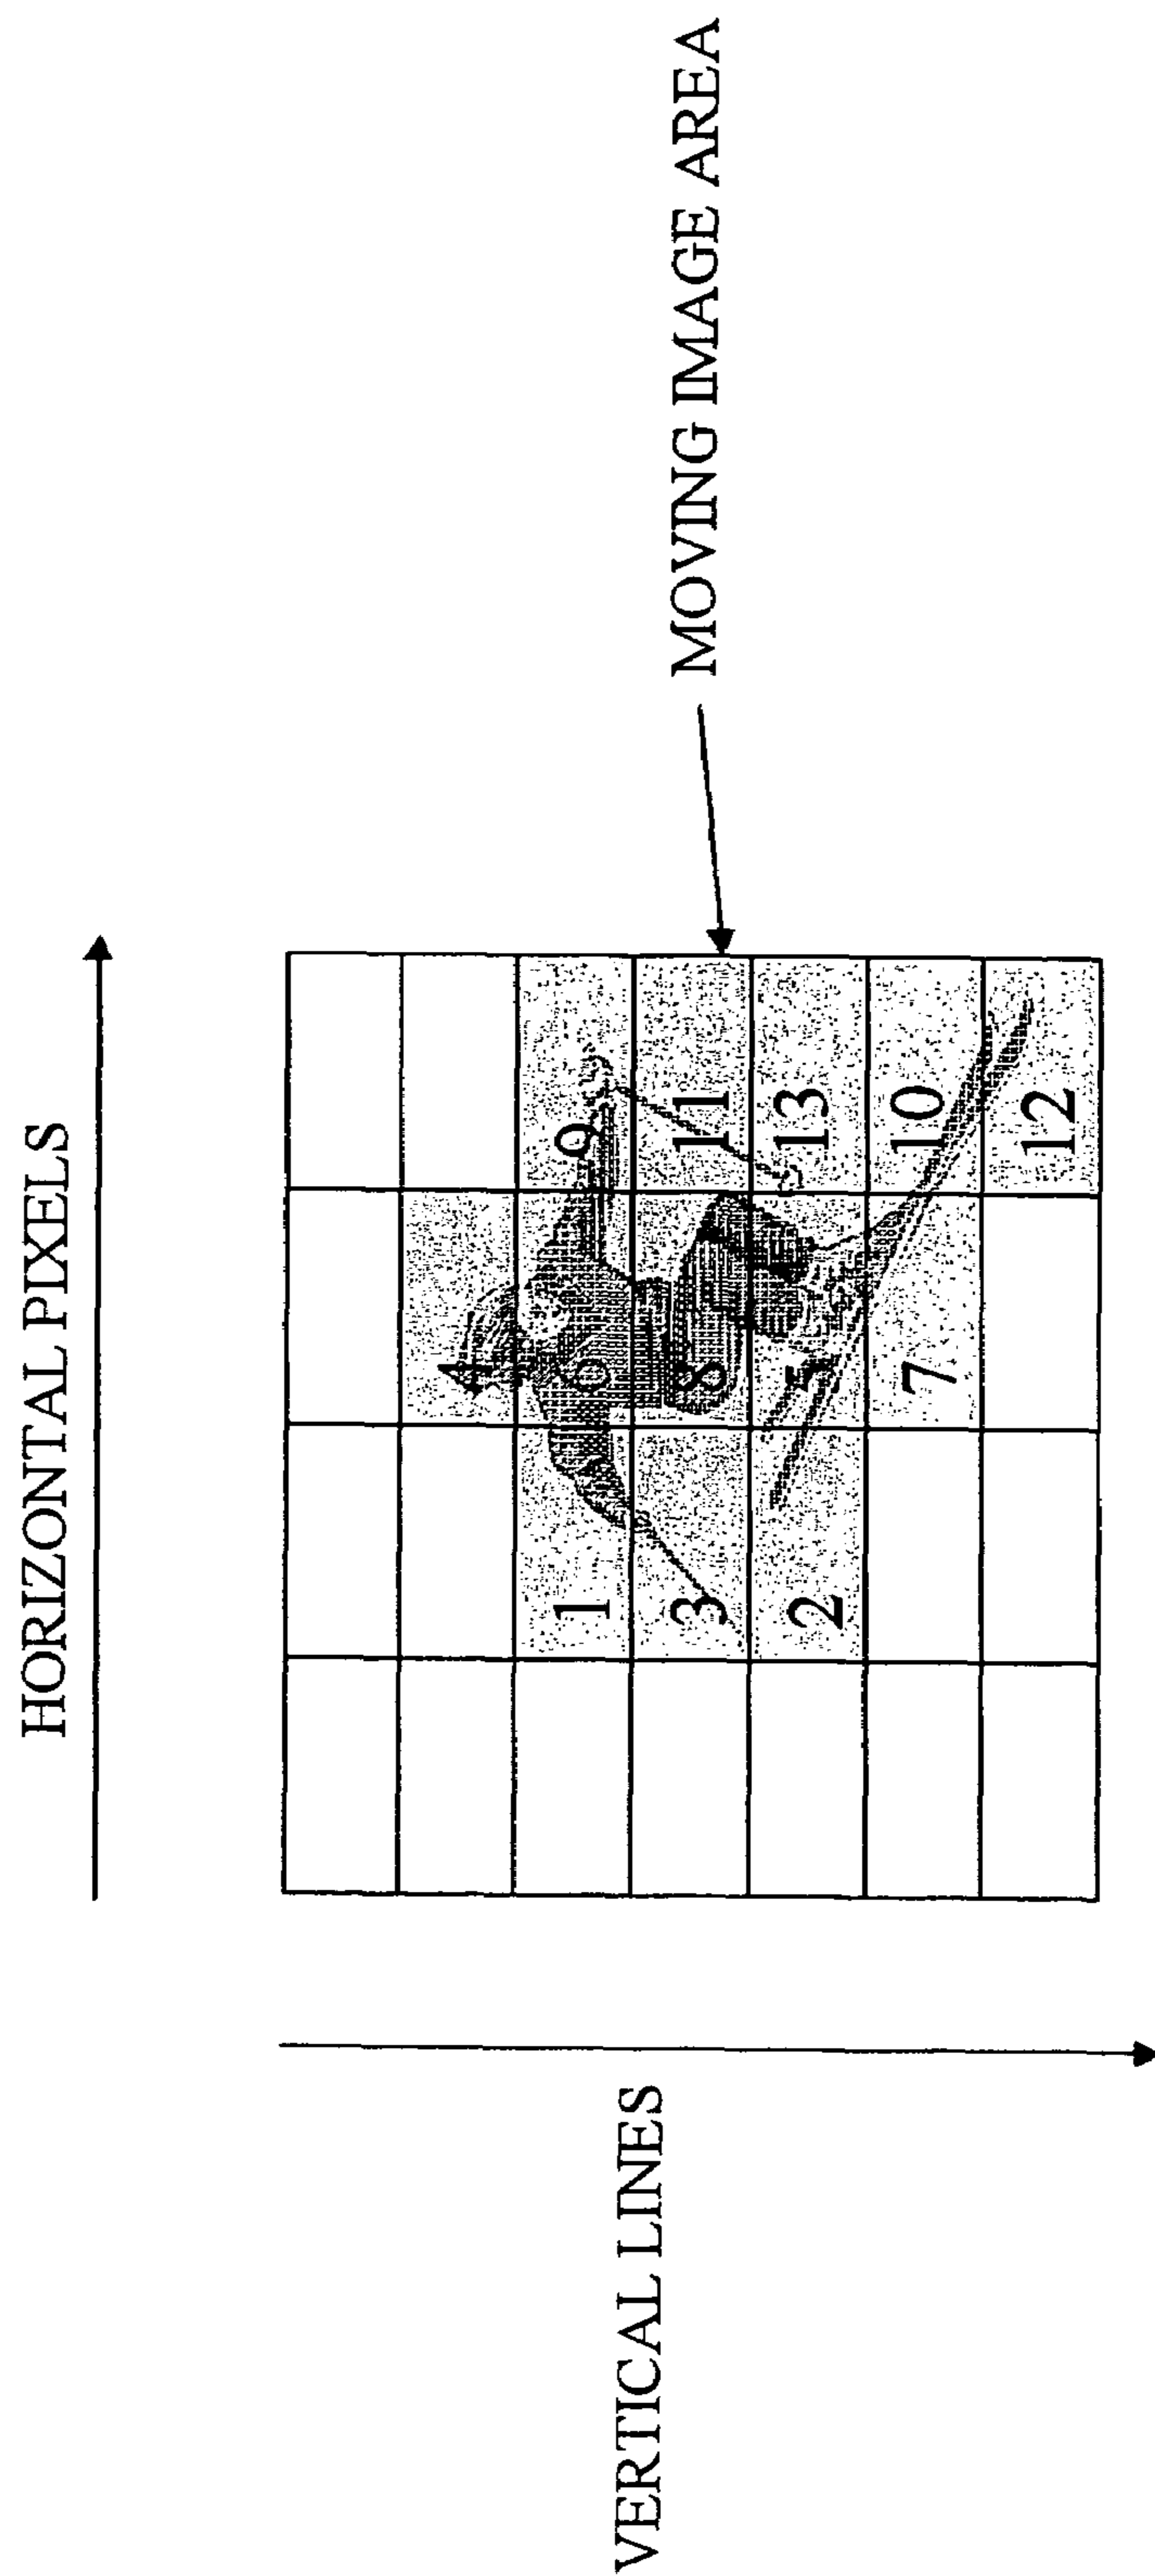 HORIZONTAL PIXELS
4
1 6 9
VERTICAL LINES
3 8 11
MOVING IMAGE AREA
2 5 13
7 10
12